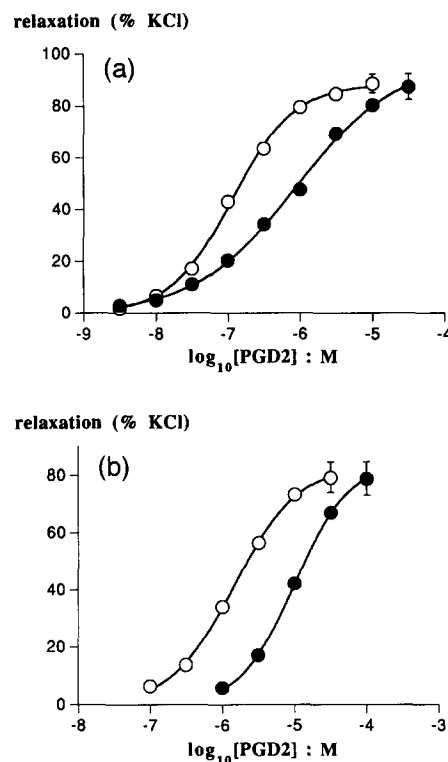 relaxation (% KCl)
(a)
100
80
60
40
20
0
-9 -8 -7 -6 -5 -4
log10[PGD2] : M
relaxation (% KCl)
(b)
80
60
40
20
0
-8 -7 -6 -5 -4 -3
log10[PGD2] : M